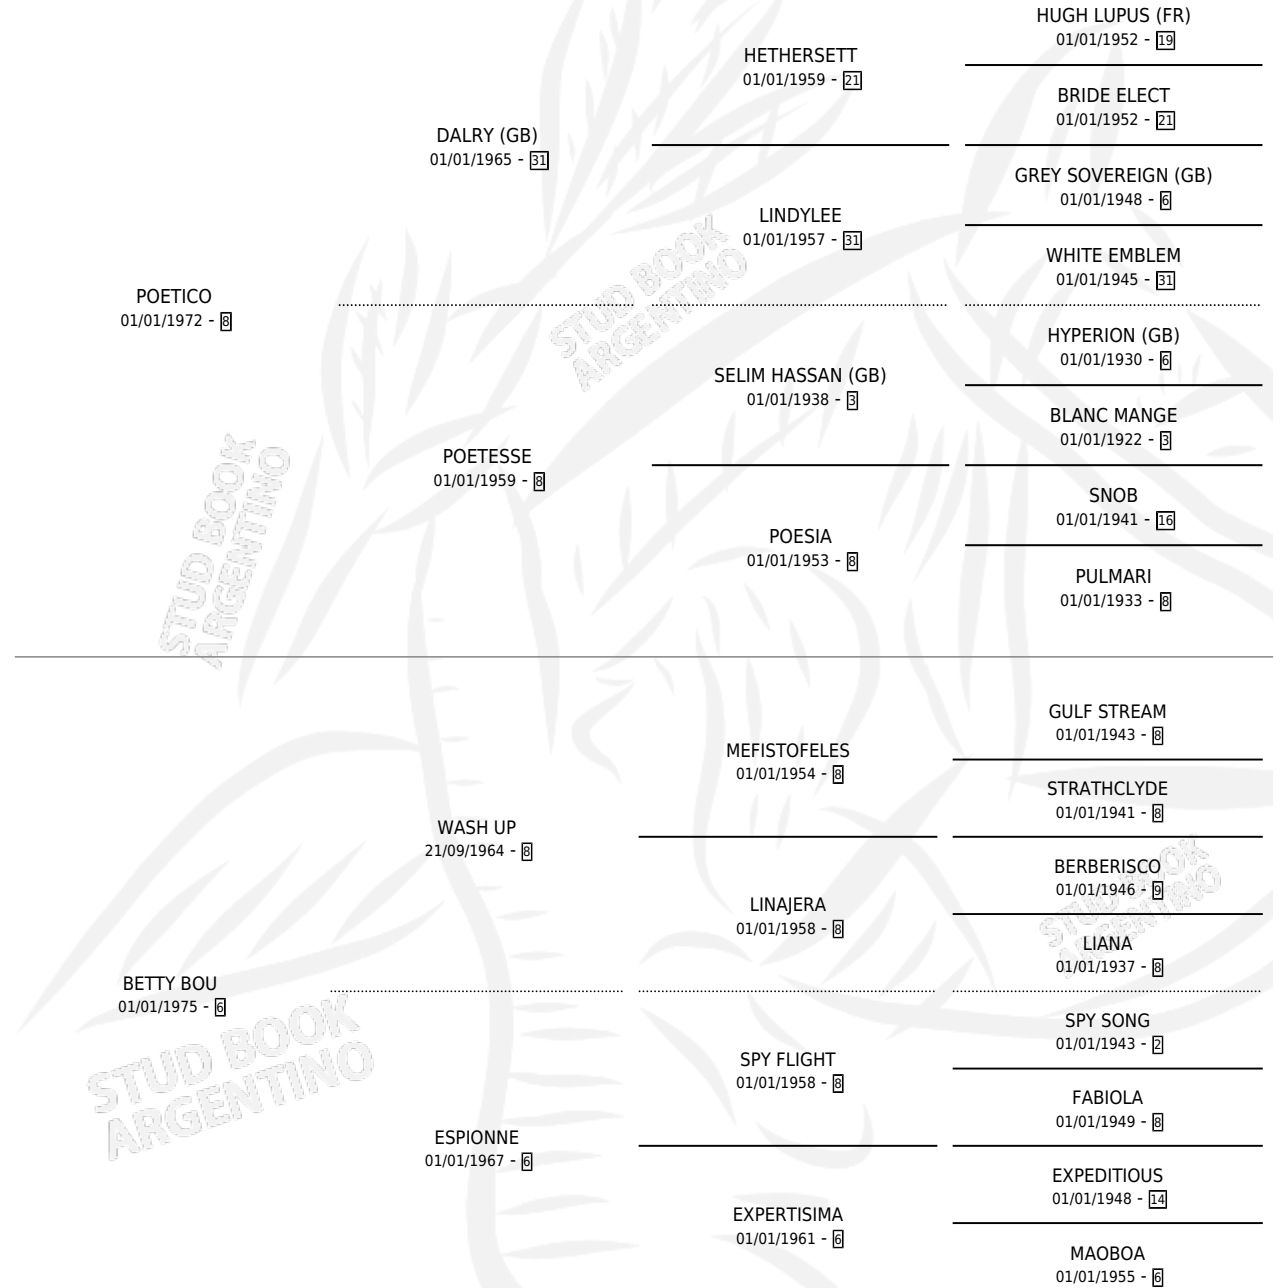 HUGH LUPUS (FR)
01/01/1952 - 19
HETHERSETT
01/01/1959 - 21
BRIDE ELECT
01/01/1952 - 21
DALRY (GB)
01/01/1965 - 31
GREY SOVEREIGN (GB)
01/01/1948 - 6
LINDYLEE
01/01/1957 - 31
WHITE EMBLEM
01/01/1945 - 31
POETICO
01/01/1972 - 8
HYPERION (GB)
01/01/1930 - 6
SELIM HASSAN (GB)
01/01/1938 - 3
BLANC MANGE
01/01/1922 - 3
POETESSE
01/01/1959 - 8
SNOB
01/01/1941 - 16
POESIA
01/01/1953 - 8
PULMARI
01/01/1933 - 8
GULF STREAM
01/01/1943 - 8
MEFISTOFELES
01/01/1954 - 8
STRATHCLYDE
01/01/1941 - 8
WASH UP
21/09/1964 - 8
BERBERISCO
01/01/1946 - 9
LINAJERA
01/01/1958 - 8
LIANA
01/01/1937 - 8
BETTY BOU
01/01/1975 - 6
SPY SONG
01/01/1943 - 2
SPY FLIGHT
01/01/1958 - 8
FABIOLA
01/01/1949 - 8
ESPIONNE
01/01/1967 - 6
EXPEDITIOUS
01/01/1948 - 14
EXPERTISIMA
01/01/1961 - 6
MAOBOA
01/01/1955 - 6
STUD BOOK
ARGENTINO
STUD BOOK
ARGENTINO
STUD BOOK
ARGENTINO
STUD BOOK
ARGENTINO